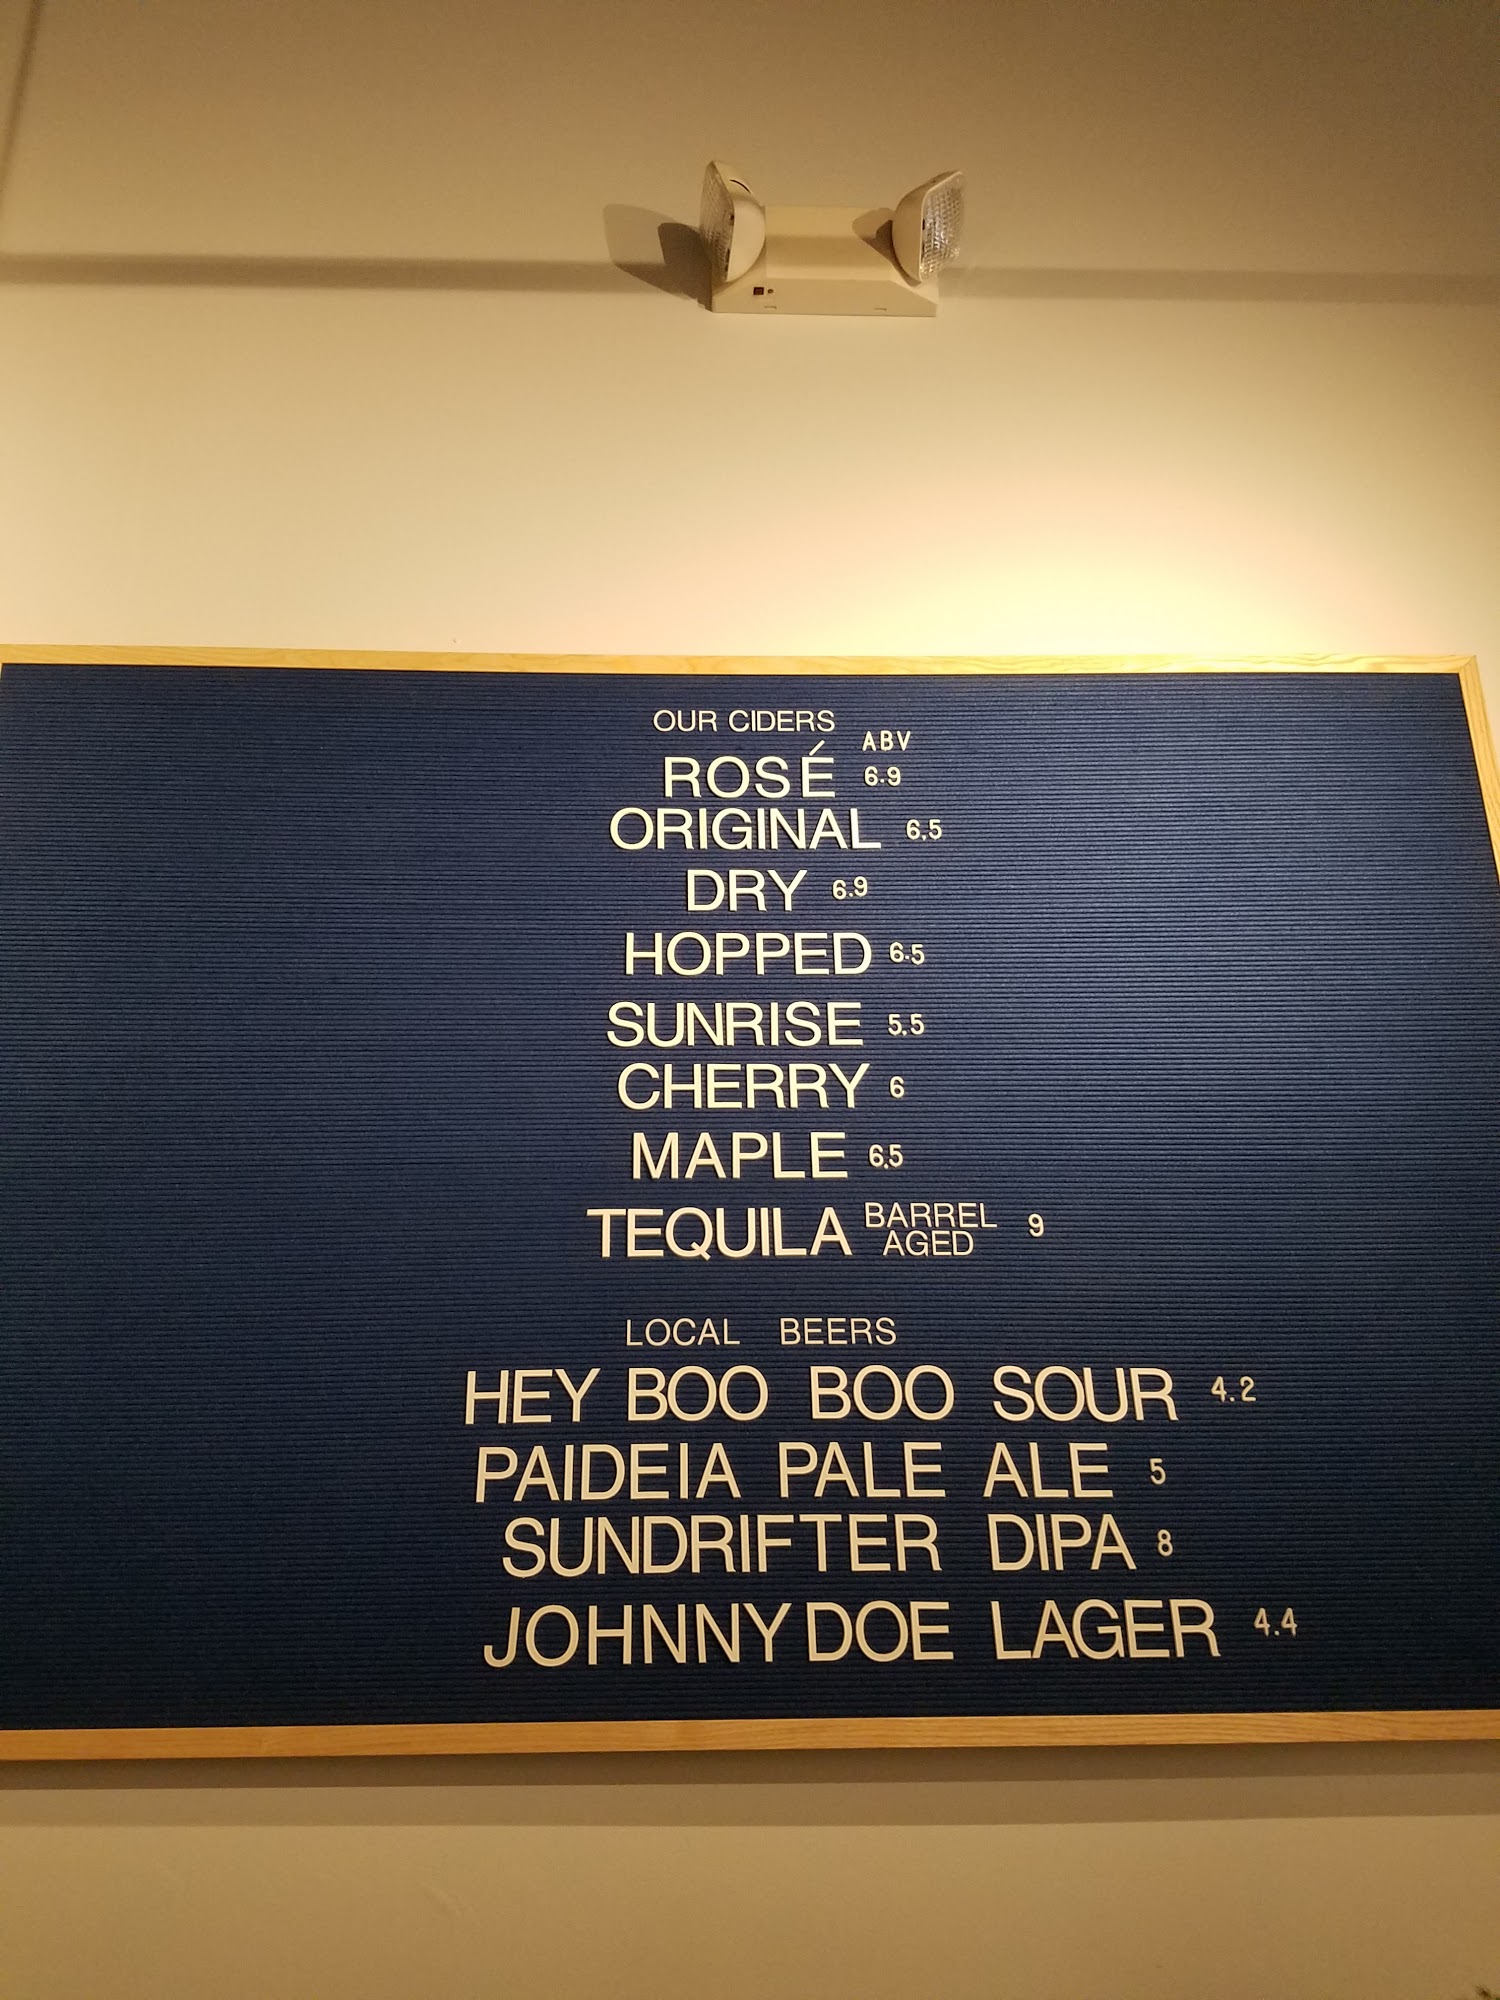 OUR CIDERS
ABV
ROSÉ 6.9
ORIGINAL 6.5
DRY 6.9
HOPPED 6.5
SUNRISE 5.5
CHERRY 6
MAPLE 6.5
TEQUILA BARREL AGED 9
LOCAL BEERS
HEY BOO BOO SOUR 4.2
PAIDEIA PALE ALE 5
SUNDRIFTER DIPA 8
JOHNNY DOE LAGER 4.4